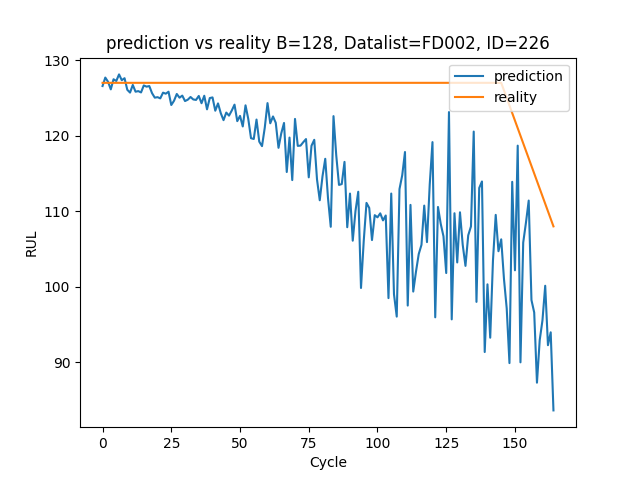 prediction vs reality B=128, Datalist=FD002, ID=226
prediction
reality
130
120
110
100
90
RUL
0
25
50
75
100
125
150
Cycle